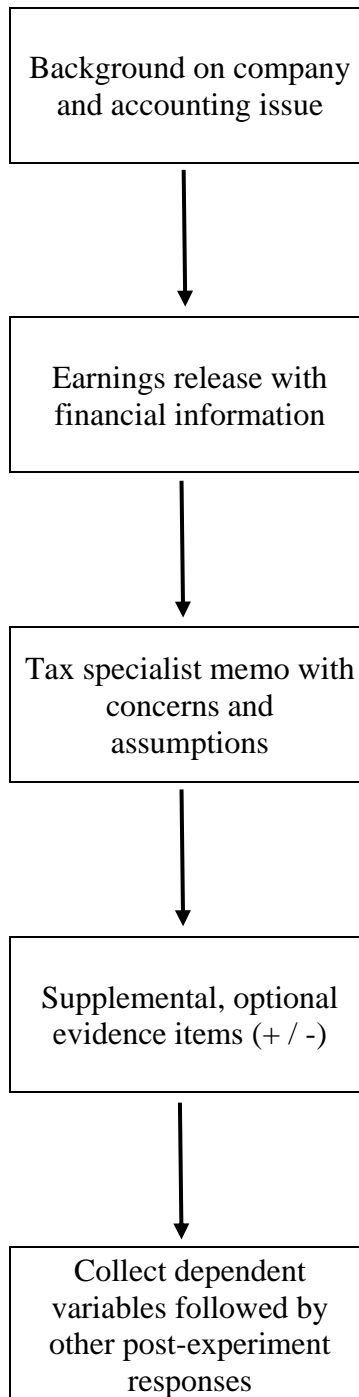 Background on company
and accounting issue
Earnings release with
financial information
Tax specialist memo with
concerns and
assumptions
Supplemental, optional
evidence items (+ / -)
Collect dependent
variables followed by
other post-experiment
responses